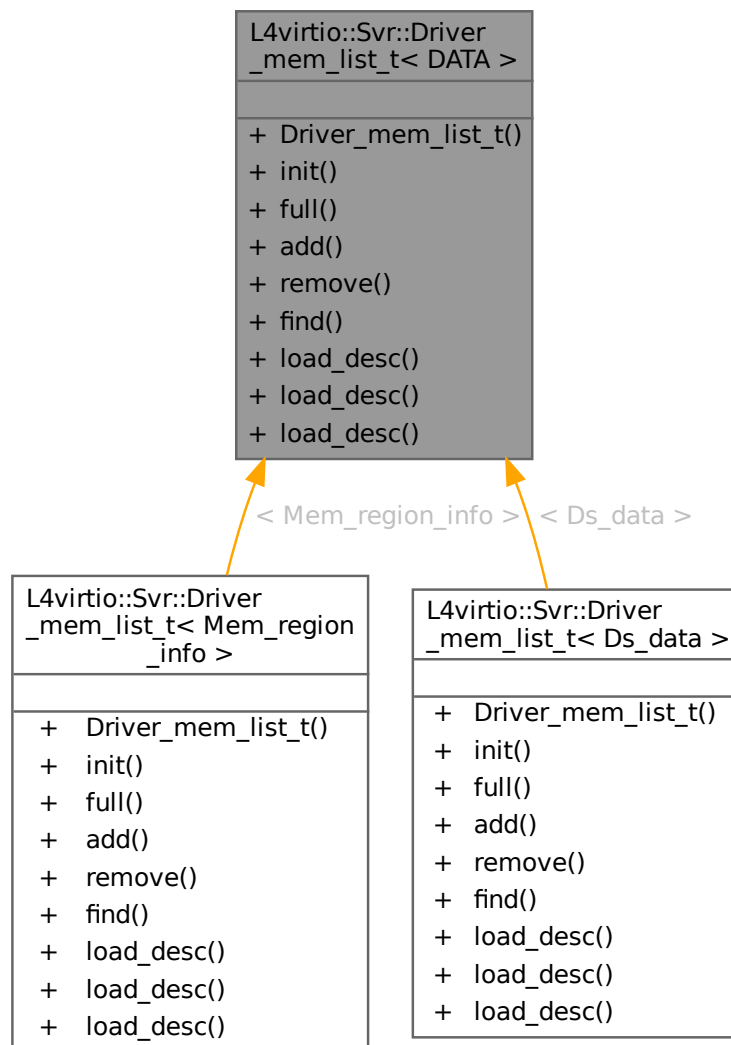 L4virtio::Svr::Driver
_mem_list_t< DATA >
+ Driver_mem_list_t()
+ init()
+ full()
+ add()
+ remove()
+ find()
+ load_desc()
+ load_desc()
+ load_desc()
< Mem_region_info >
< Ds_data >
L4virtio::Svr::Driver
_mem_list_t< Mem_region
_info >
+ Driver_mem_list_t()
+ init()
+ full()
+ add()
+ remove()
+ find()
+ load_desc()
+ load_desc()
+ load_desc()
L4virtio::Svr::Driver
_mem_list_t< Ds_data >
+ Driver_mem_list_t()
+ init()
+ full()
+ add()
+ remove()
+ find()
+ load_desc()
+ load_desc()
+ load_desc()